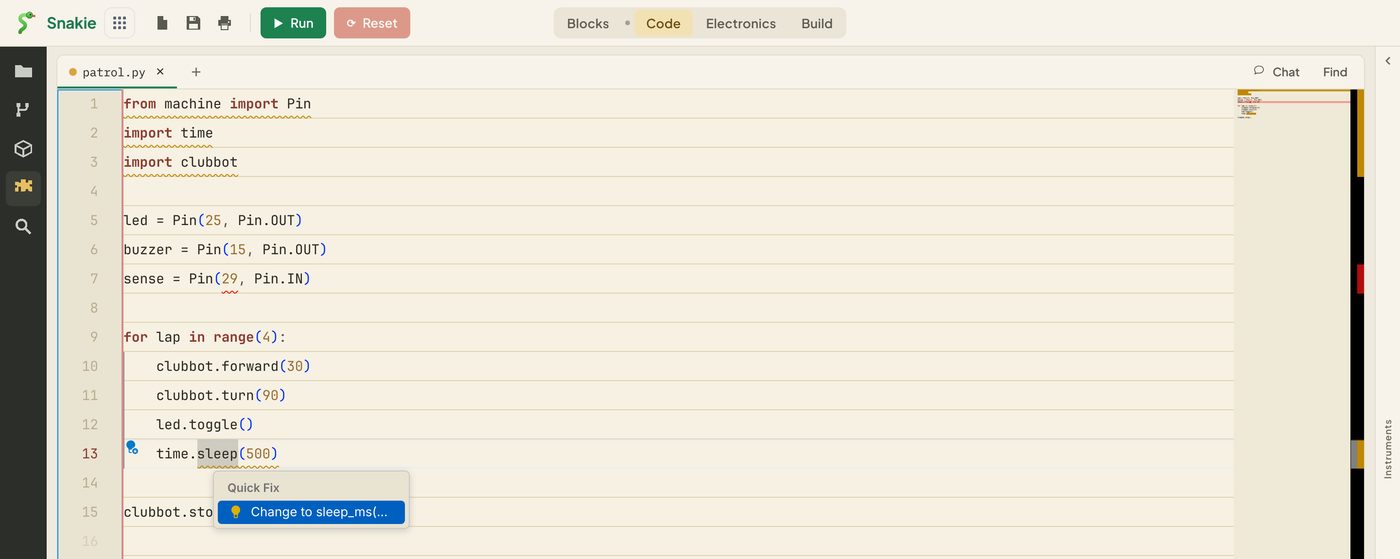 Snakie
Run
Reset
Blocks
Code
Electronics
Build
patrol.py
Chat
Find
1 from machine import Pin
2 import time
3 import clubbot
4
5 led = Pin(25, Pin.OUT)
6 buzzer = Pin(15, Pin.OUT)
7 sense = Pin(29, Pin.IN)
8
9 for lap in range(4):
10 clubbot.forward(30)
11 clubbot.turn(90)
12 led.toggle()
13 time.sleep(500)
14
Quick Fix
15 clubbot.sto
Change to sleep_ms(...
16
Instruments